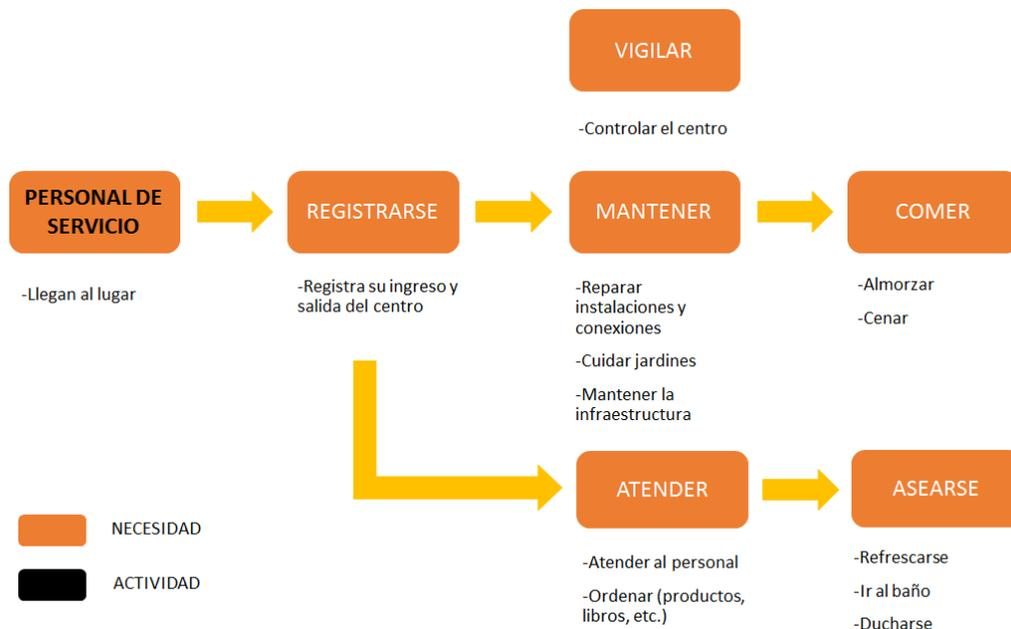 VIGILAR
-Controlar el centro
PERSONAL DE
SERVICIO
-Llegan al lugar
REGISTRARSE
-Registra su ingreso y
salida del centro
MANTENER
-Reparar
instalaciones y
conexiones
-Cuidar jardines
-Mantener la
infraestructura
COMER
-Almorzar
-Cenar
ATENDER
-Atender al personal
-Ordenar (productos,
libros, etc.)
ASEARSE
-Refrescarse
-Ir al baño
-Ducharse
NECESIDAD
ACTIVIDAD